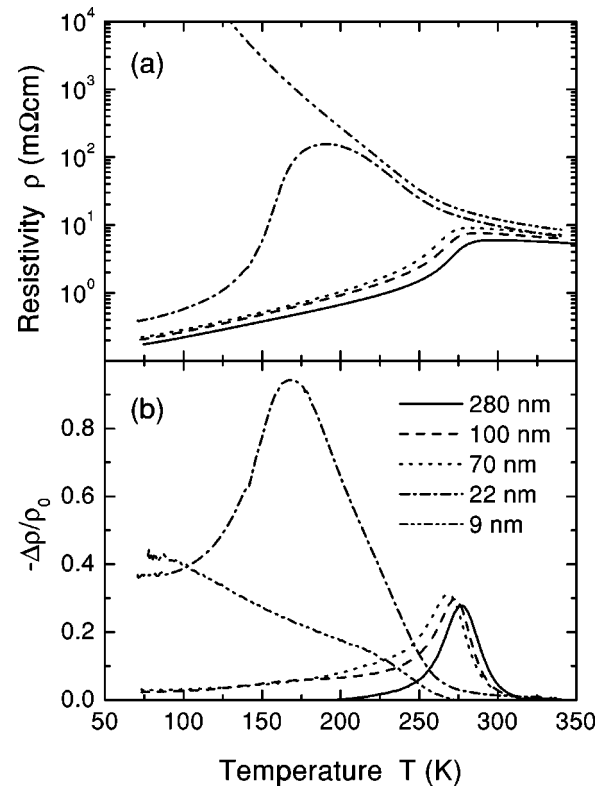 10^4
10^3
10^2
10^1
10^0
Resistivity ρ (mΩcm)
(a)
(b)
280 nm
100 nm
70 nm
22 nm
9 nm
0.8
0.6
0.4
0.2
0.0
-Δρ/ρ_0
50 100 150 200 250 300 350
Temperature T (K)